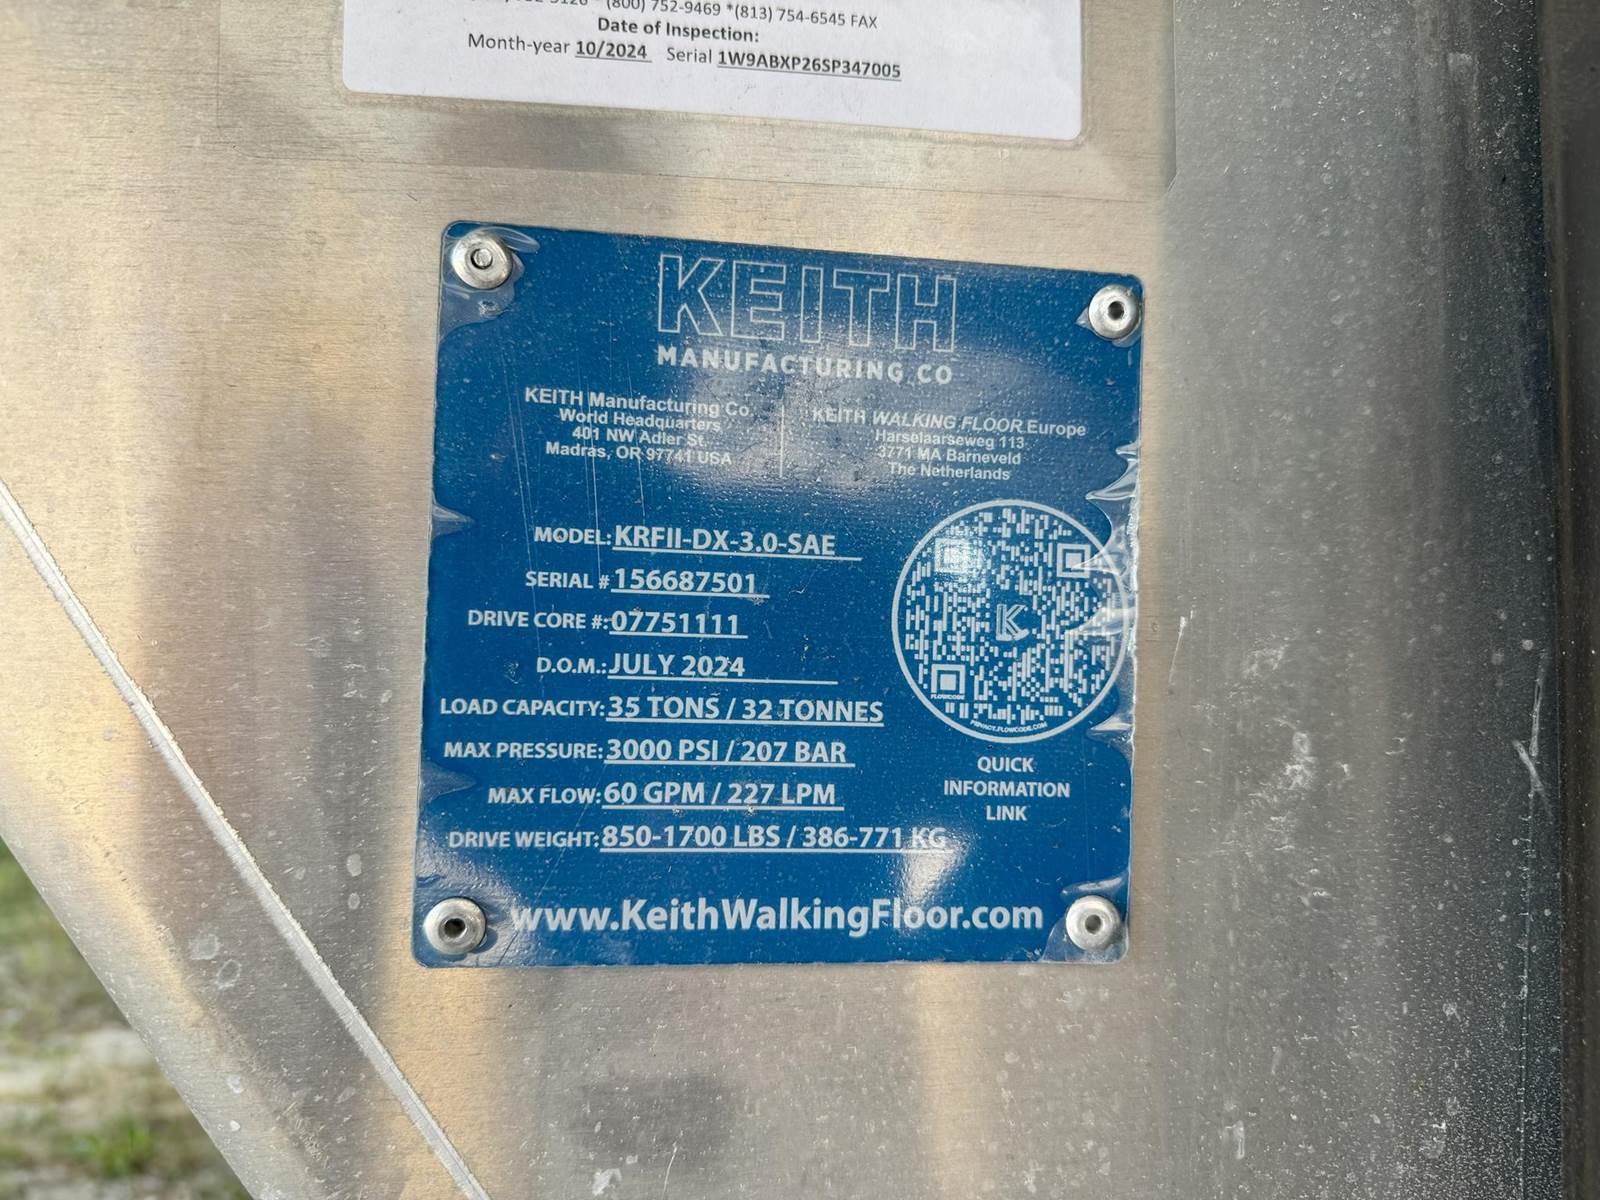 (800) 752-9469 *(813) 754-6545 FAX
Date of Inspection:
Month-year 10/2024 Serial 1W9ABXP26SP347005
KEITH
MANUFACTURING CO
KEITH Manufacturing Co.
World Headquarters
401 NW Adler St.
Madras, OR 97741 USA
KEITH WALKING FLOOR Europe
Harselaarseweg 113
3771 MA Barneveld
The Netherlands
MODEL: KRFII-DX-3.0-SAE
SERIAL # 156687501
DRIVE CORE #: 07751111
D.O.M.: JULY 2024
LOAD CAPACITY: 35 TONS / 32 TONNES
MAX PRESSURE: 3000 PSI / 207 BAR
MAX FLOW: 60 GPM / 227 LPM
DRIVE WEIGHT: 850-1700 LBS / 386-771 KG
K
FLOWCODE
PRIVACY.FLOWCODE.COM
QUICK
INFORMATION
LINK
www.KeithWalkingFloor.com